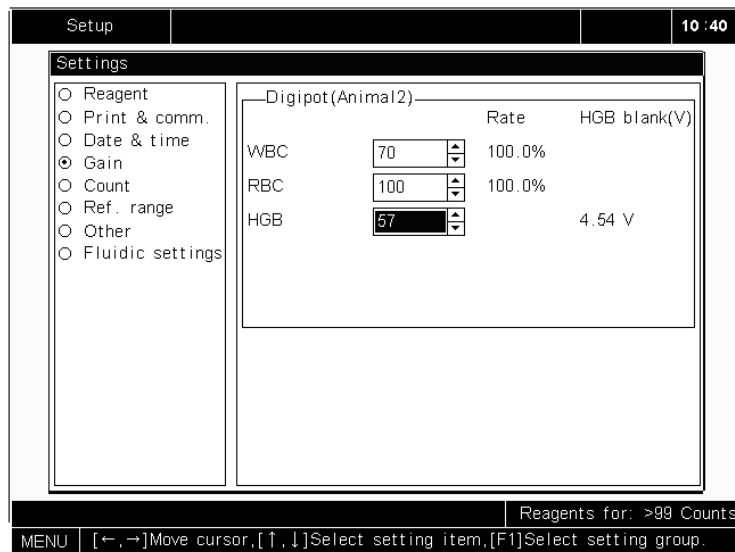 Setup 10:40
Settings
Reagent
Print & comm.
Date & time
Gain
Count
Ref. range
Other
Fluidic settings
Digipot(Animal2)
Rate HGB blank(V)
WBC 70 100.0%
RBC 100 100.0%
HGB 57 4.54 V
Reagents for: >99 Counts
MENU [←,→]Move cursor,[↑,↓]Select setting item,[F1]Select setting group.